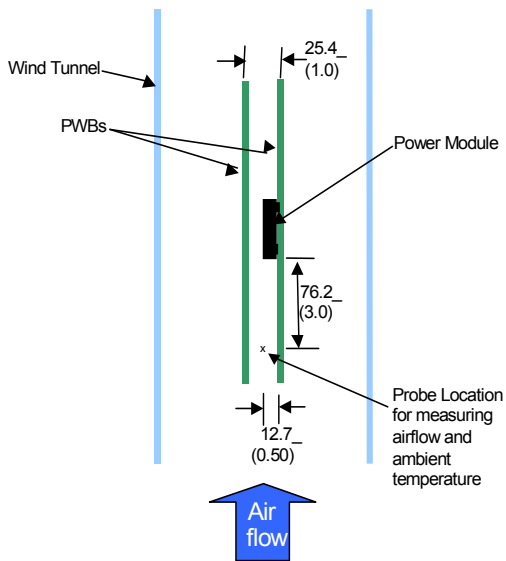 25.4_
(1.0)
Wind Tunnel
PWBs
Power Module
76.2_
(3.0)
x
Probe Location
for measuring
airflow and
ambient
temperature
12.7_
(0.50)
Air
flow